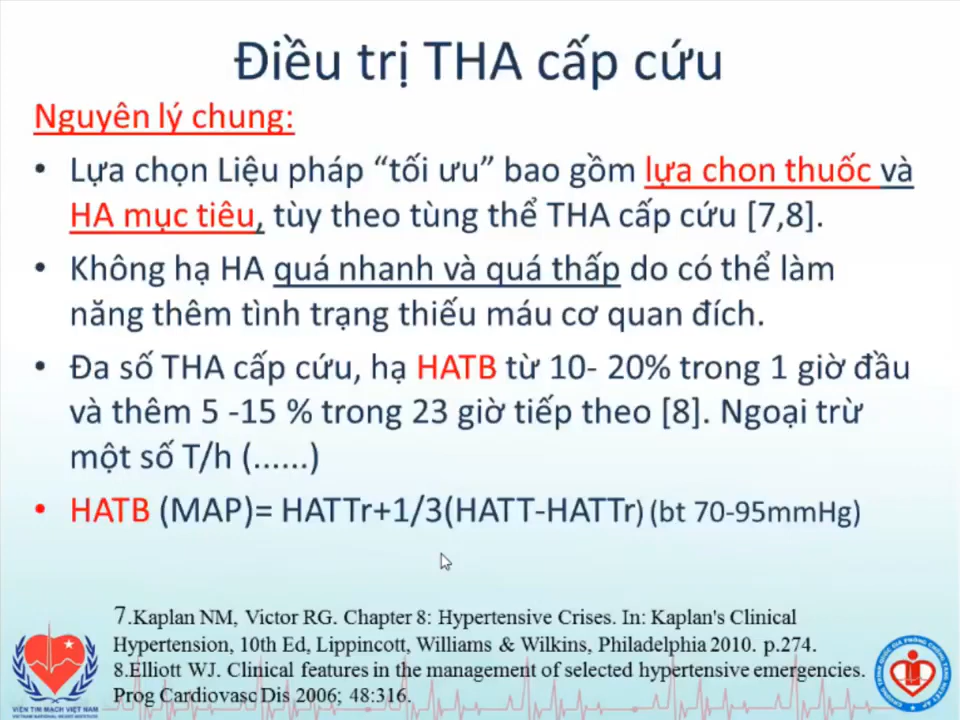 Điều trị THA cấp cứu
Nguyên lý chung:
• Lựa chọn Liệu pháp “tối ưu” bao gồm lựa chon thuốc và
HA mục tiêu, tùy theo tùng thể THA cấp cứu [7,8].
• Không hạ HA quá nhanh và quá thấp do có thể làm
năng thêm tình trạng thiếu máu cơ quan đích.
• Đa số THA cấp cứu, hạ HATB từ 10- 20% trong 1 giờ đầu
và thêm 5 -15 % trong 23 giờ tiếp theo [8]. Ngoại trừ
một số T/h (......)
• HATB (MAP)= HATTr+1/3(HATT-HATTr) (bt 70-95mmHg)
7.Kaplan NM, Victor RG. Chapter 8: Hypertensive Crises. In: Kaplan's Clinical
Hypertension, 10th Ed, Lippincott, Williams & Wilkins, Philadelphia 2010. p.274.
8.Elliott WJ. Clinical features in the management of selected hypertensive emergencies.
Prog Cardiovasc Dis 2006; 48:316.
VIỆN TIM MẠCH VIỆT NAM
VIETNAM NATIONAL HEART INSTITUTE